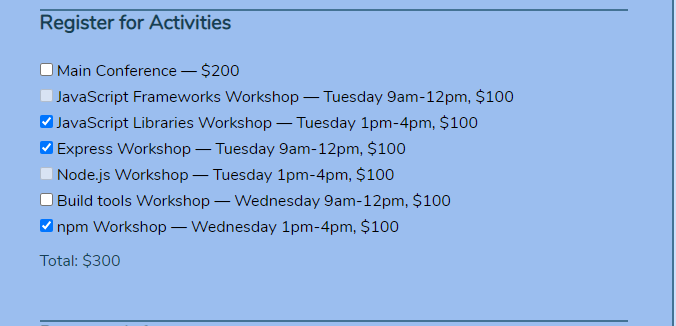 Register for Activities
Main Conference — $200
JavaScript Frameworks Workshop — Tuesday 9am-12pm, $100
JavaScript Libraries Workshop — Tuesday 1pm-4pm, $100
Express Workshop — Tuesday 9am-12pm, $100
Node.js Workshop — Tuesday 1pm-4pm, $100
Build tools Workshop — Wednesday 9am-12pm, $100
npm Workshop — Wednesday 1pm-4pm, $100
Total: $300